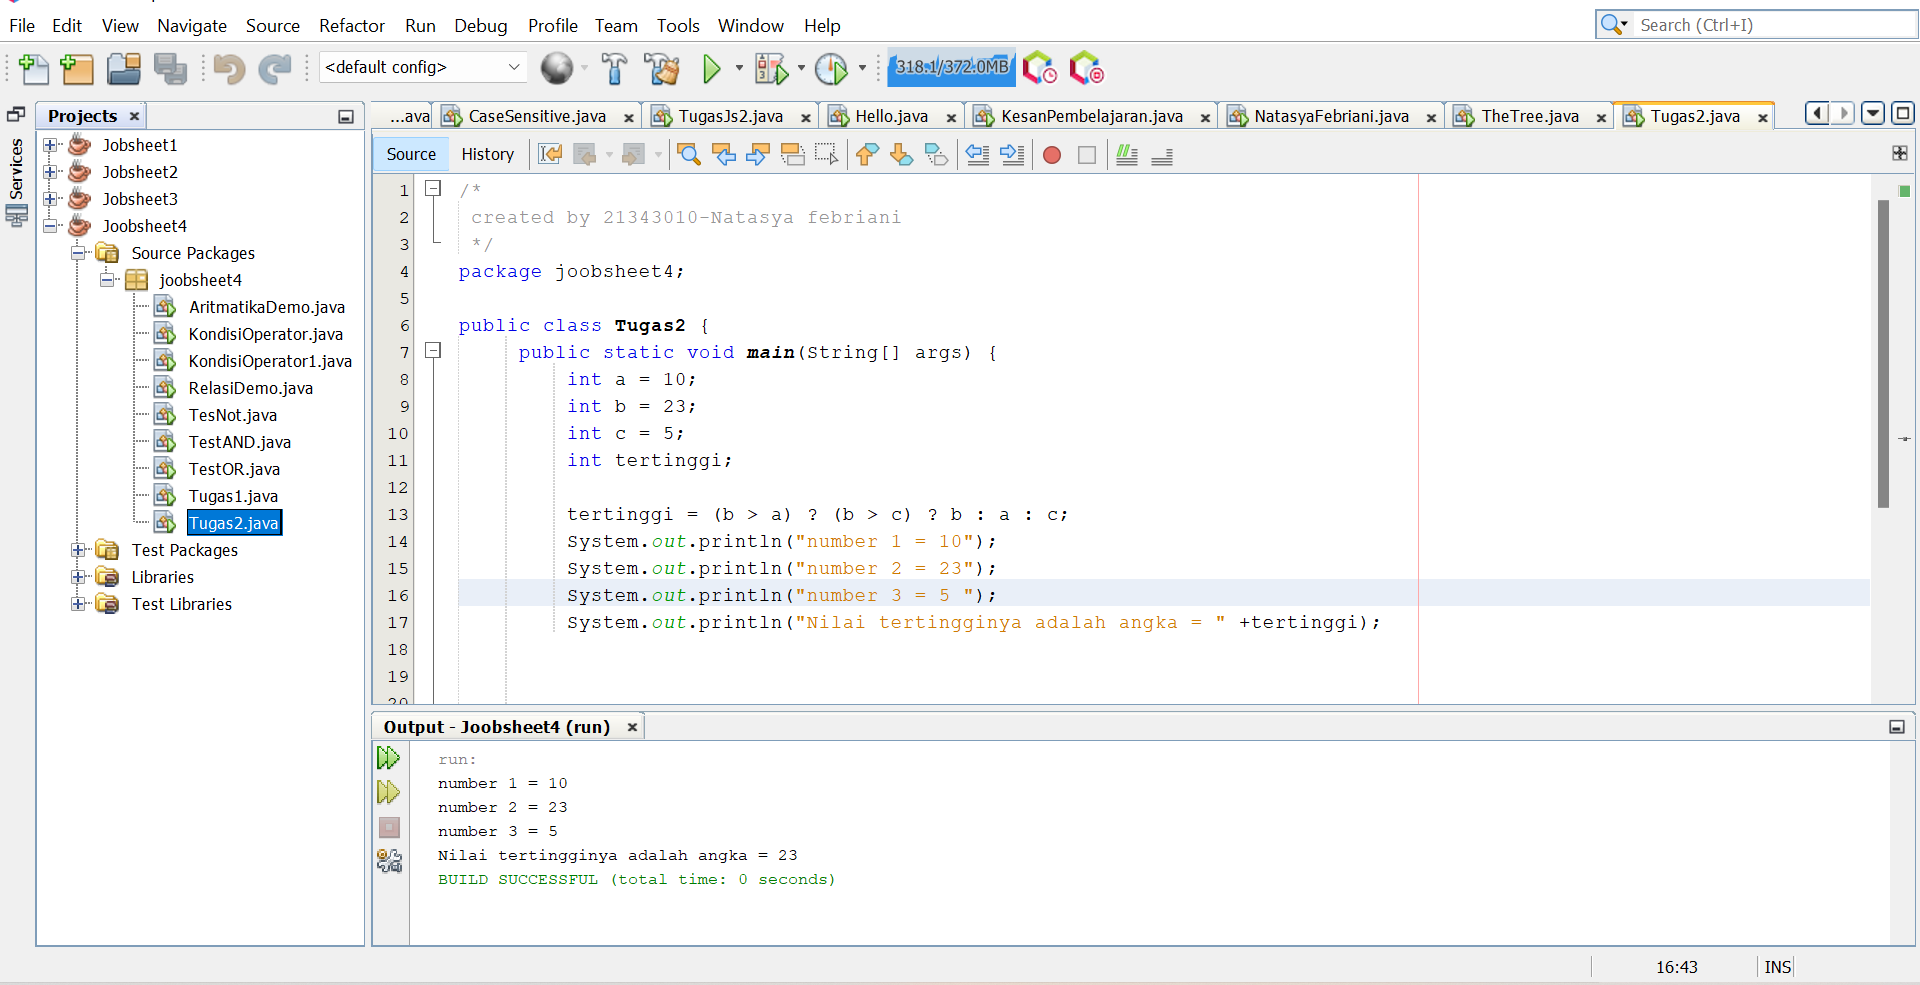 File Edit View Navigate Source Refactor Run Debug Profile Team Tools Window Help
Search (Ctrl+I)
<default config>
318.1/372.0MB
Services
Projects
Jobsheet1
Jobsheet2
Jobsheet3
Joobsheet4
Source Packages
joobsheet4
AritmatikaDemo.java
KondisiOperator.java
KondisiOperator1.java
RelasiDemo.java
TesNot.java
TestAND.java
TestOR.java
Tugas1.java
Tugas2.java
Test Packages
Libraries
Test Libraries
...ava CaseSensitive.java TugasJs2.java Hello.java KesanPembelajaran.java NatasyaFebriani.java TheTree.java Tugas2.java
Source History
1 /*
2 created by 21343010-Natasya febriani
3 */
4 package joobsheet4;
5
6 public class Tugas2 {
7 public static void main(String[] args) {
8 int a = 10;
9 int b = 23;
10 int c = 5;
11 int tertinggi;
12
13 tertinggi = (b > a) ? (b > c) ? b : a : c;
14 System.out.println("number 1 = 10");
15 System.out.println("number 2 = 23");
16 System.out.println("number 3 = 5 ");
17 System.out.println("Nilai tertingginya adalah angka = " +tertinggi);
18
19
20
Output - Joobsheet4 (run)
run:
number 1 = 10
number 2 = 23
number 3 = 5
Nilai tertingginya adalah angka = 23
BUILD SUCCESSFUL (total time: 0 seconds)
16:43 INS